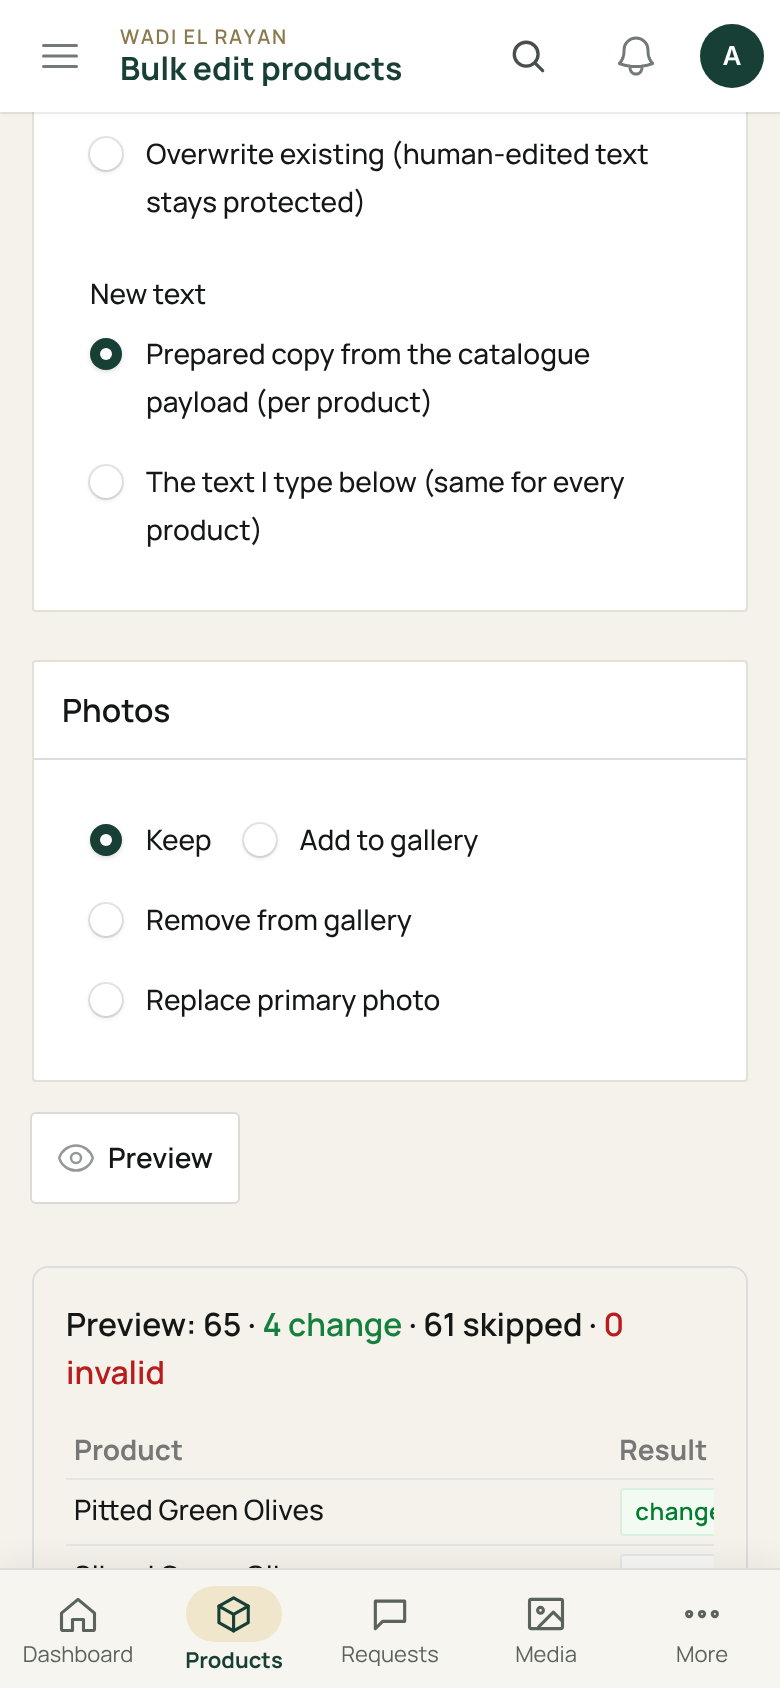 WADI EL RAYAN
Bulk edit products
A
Overwrite existing (human-edited text
stays protected)
New text
Prepared copy from the catalogue
payload (per product)
The text I type below (same for every
product)
Photos
Keep
Add to gallery
Remove from gallery
Replace primary photo
Preview
Preview: 65 · 4 change · 61 skipped · 0
invalid
Product Result
Pitted Green Olives change
Dashboard
Products
Requests
Media
More